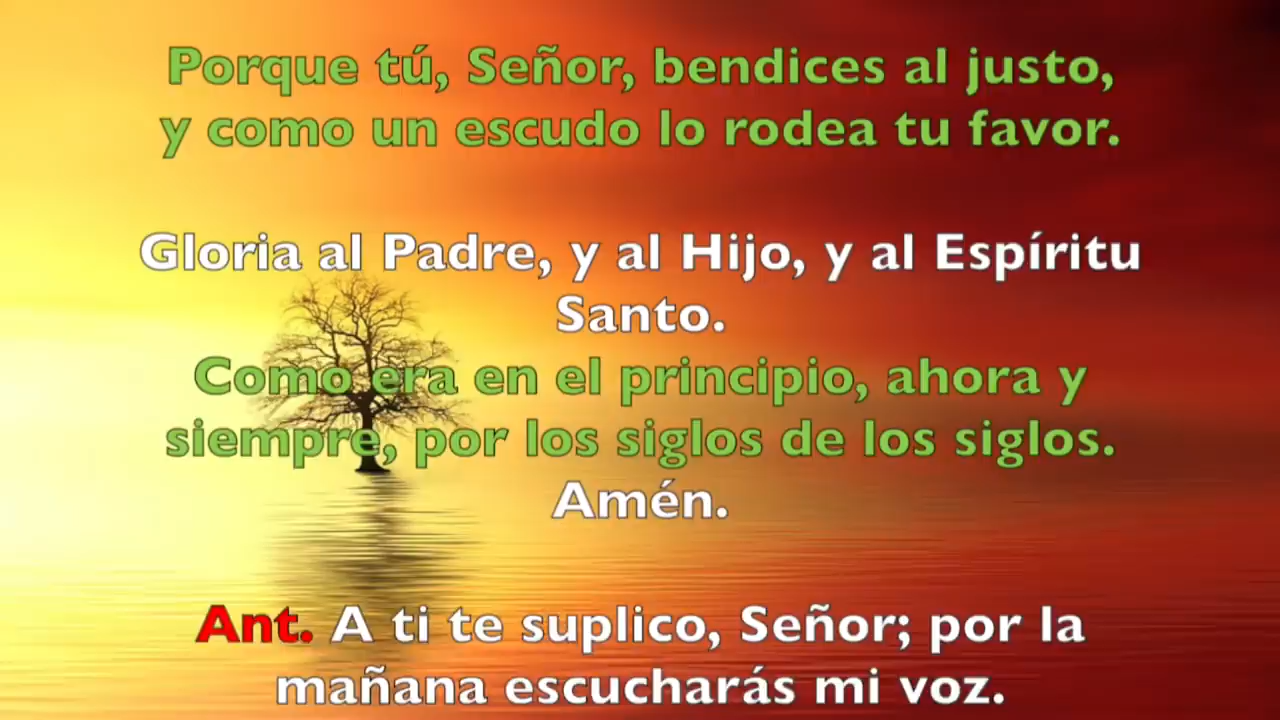 Porque tú, Señor, bendices al justo,
y como un escudo lo rodea tu favor.
Gloria al Padre, y al Hijo, y al Espíritu
Santo.
Como era en el principio, ahora y
siempre, por los siglos de los siglos.
Amén.
Ant. A ti te suplico, Señor; por la
mañana escucharás mi voz.